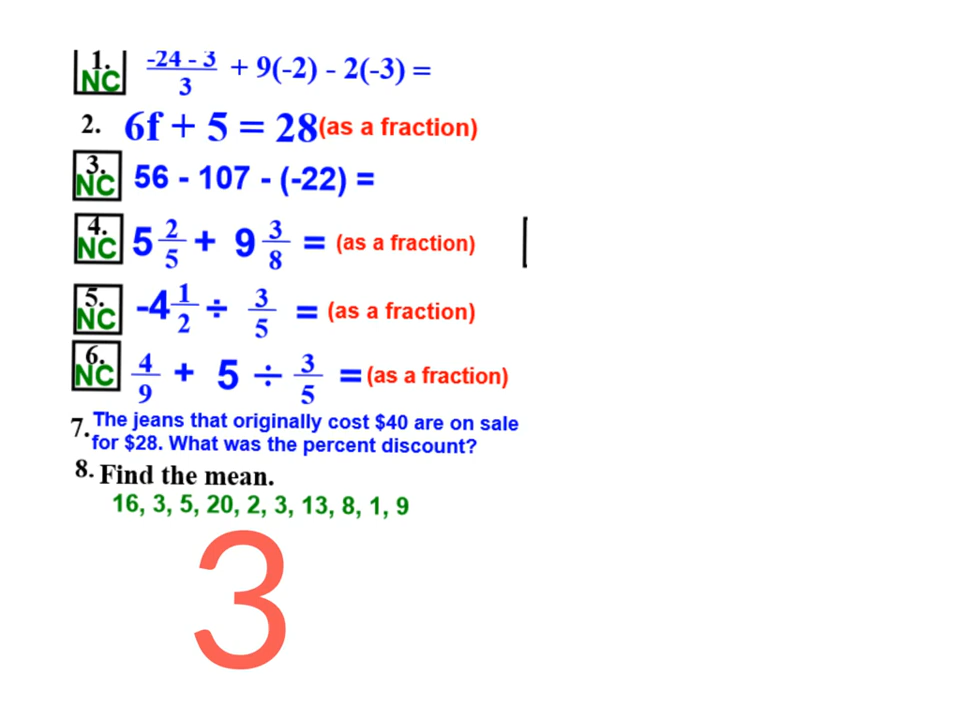 1. NC (-24 - 3)/3 + 9(-2) - 2(-3) =
2. 6f + 5 = 28 (as a fraction)
3. NC 56 - 107 - (-22) =
4. NC 5 2/5 + 9 3/8 = (as a fraction)
5. NC -4 1/2 ÷ 3/5 = (as a fraction)
6. NC 4/9 + 5 ÷ 3/5 = (as a fraction)
7. The jeans that originally cost $40 are on sale
for $28. What was the percent discount?
8. Find the mean.
16, 3, 5, 20, 2, 3, 13, 8, 1, 9
3